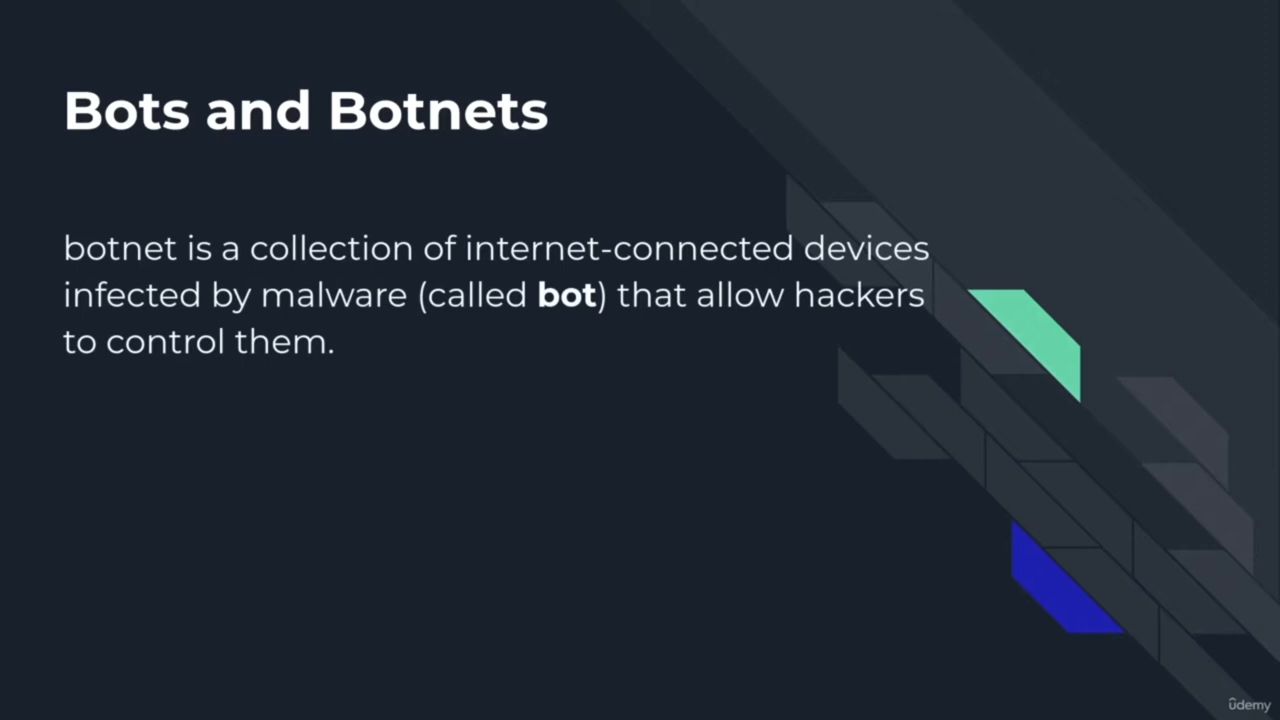 Bots and Botnets
botnet is a collection of internet-connected devices
infected by malware (called bot) that allow hackers
to control them.
ûdemy